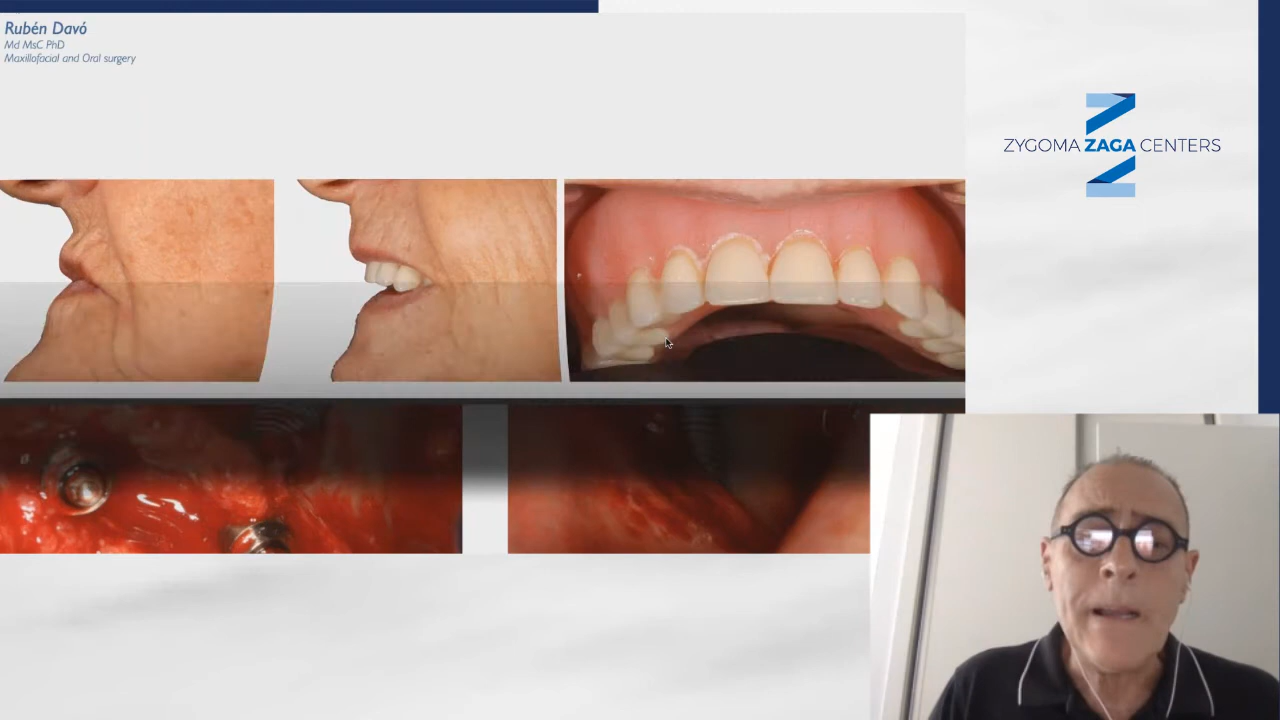 Rubén Davó
Md MsC PhD
Maxillofacial and Oral surgery
ZYGOMA ZAGA CENTERS